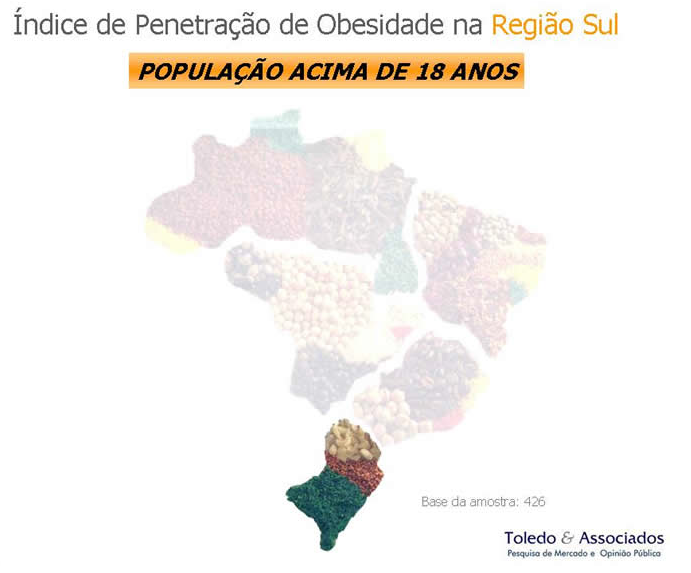 Índice de Penetração de Obesidade na Região Sul
POPULAÇÃO ACIMA DE 18 ANOS
Base da amostra: 426
Toledo & Associados
Pesquisa de Mercado e Opinião Pública